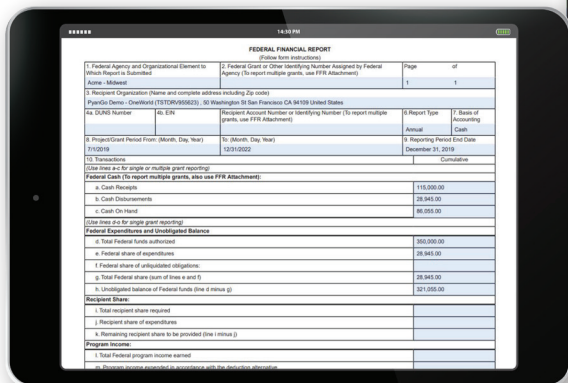 14:50 PM
FEDERAL FINANCIAL REPORT
(Follow form instructions)
1. Federal Agency and Organizational Element to Which Report is Submitted
2. Federal Grant or Other Identifying Number Assigned by Federal Agency (To report multiple grants, use FFR Attachment)
Page of
Acme - Midwest
1 1
3. Recipient Organization (Name and complete address including Zip code)
PyanGo Demo - OneWorld (TSTDRV955623) , 50 Washington St San Francisco CA 94109 United States
4a. DUNS Number
4b. EIN
Recipient Account Number or Identifying Number (To report multiple grants, use FFR Attachment)
6.Report Type
7. Basis of Accounting
Annual
Cash
8. Project/Grant Period From: (Month, Day, Year)
To: (Month, Day, Year)
9. Reporting Period End Date
7/1/2019
12/31/2022
December 31, 2019
10. Transactions
Cumulative
(Use lines a-c for single or multiple grant reporting)
Federal Cash (To report multiple grants, also use FFR Attachment):
a. Cash Receipts 115,000.00
b. Cash Disbursements 28,945.00
c. Cash On Hand 86,055.00
(Use lines d-o for single grant reporting)
Federal Expenditures and Unobligated Balance
d. Total Federal funds authorized 350,000.00
e. Federal share of expenditures 28,945.00
f. Federal share of unliquidated obligations:
g. Total Federal share (sum of lines e and f) 28,945.00
h. Unobligated balance of Federal funds (line d minus g) 321,055.00
Recipient Share:
i. Total recipient share required
j. Recipient share of expenditures
k. Remaining recipient share to be provided (line i minus j)
Program Income:
l. Total Federal program income earned
m. Program income expended in accordance with the deduction alternative